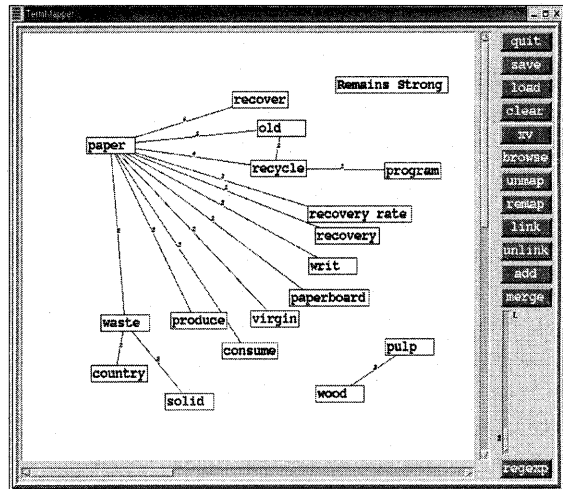 TermMapper
quit
save
load
clear
xv
browse
unmap
remap
link
unlink
add
merge
regexp
Remains Strong
recover
old
paper
recycle
program
recovery rate
recovery
writ
paperboard
waste
produce
virgin
consume
pulp
country
wood
solid